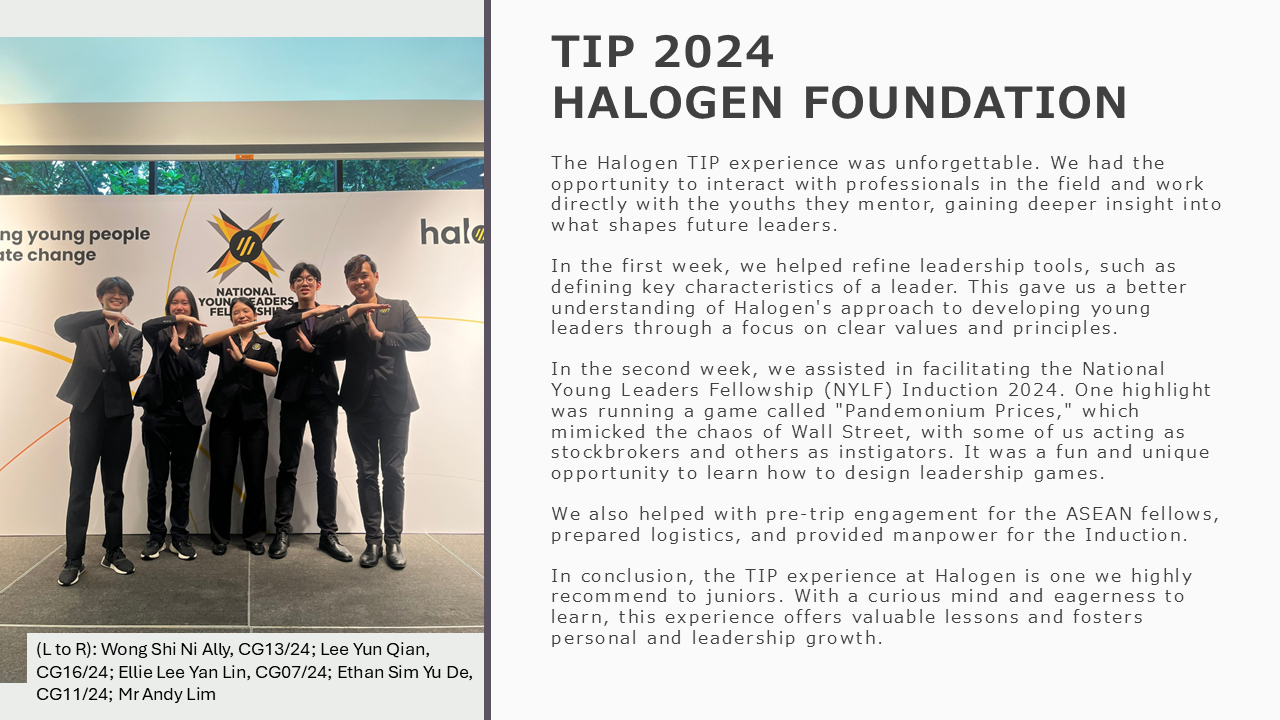 TIP 2024
HALOGEN FOUNDATION
The Halogen TIP experience was unforgettable. We had the
opportunity to interact with professionals in the field and work
directly with the youths they mentor, gaining deeper insight into
what shapes future leaders.
In the first week, we helped refine leadership tools, such as
defining key characteristics of a leader. This gave us a better
understanding of Halogen's approach to developing young
leaders through a focus on clear values and principles.
In the second week, we assisted in facilitating the National
Young Leaders Fellowship (NYLF) Induction 2024. One highlight
was running a game called "Pandemonium Prices," which
mimicked the chaos of Wall Street, with some of us acting as
stockbrokers and others as instigators. It was a fun and unique
opportunity to learn how to design leadership games.
We also helped with pre-trip engagement for the ASEAN fellows,
prepared logistics, and provided manpower for the Induction.
In conclusion, the TIP experience at Halogen is one we highly
recommend to juniors. With a curious mind and eagerness to
learn, this experience offers valuable lessons and fosters
personal and leadership growth.
ng young people
ate change
halo
NATIONAL
YOUNG LEADERS
FELLOWSHIP
(L to R): Wong Shi Ni Ally, CG13/24; Lee Yun Qian,
CG16/24; Ellie Lee Yan Lin, CG07/24; Ethan Sim Yu De,
CG11/24; Mr Andy Lim